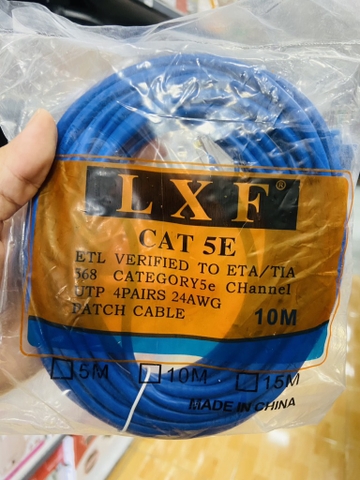 LXF®
CAT 5E
ETL VERIFIED TO ETA/TIA
568 CATEGORY5e CHannel
UTP 4PAIRS 24AWG
PATCH CABLE
10M
5M 10M 15M
MADE IN CHINA